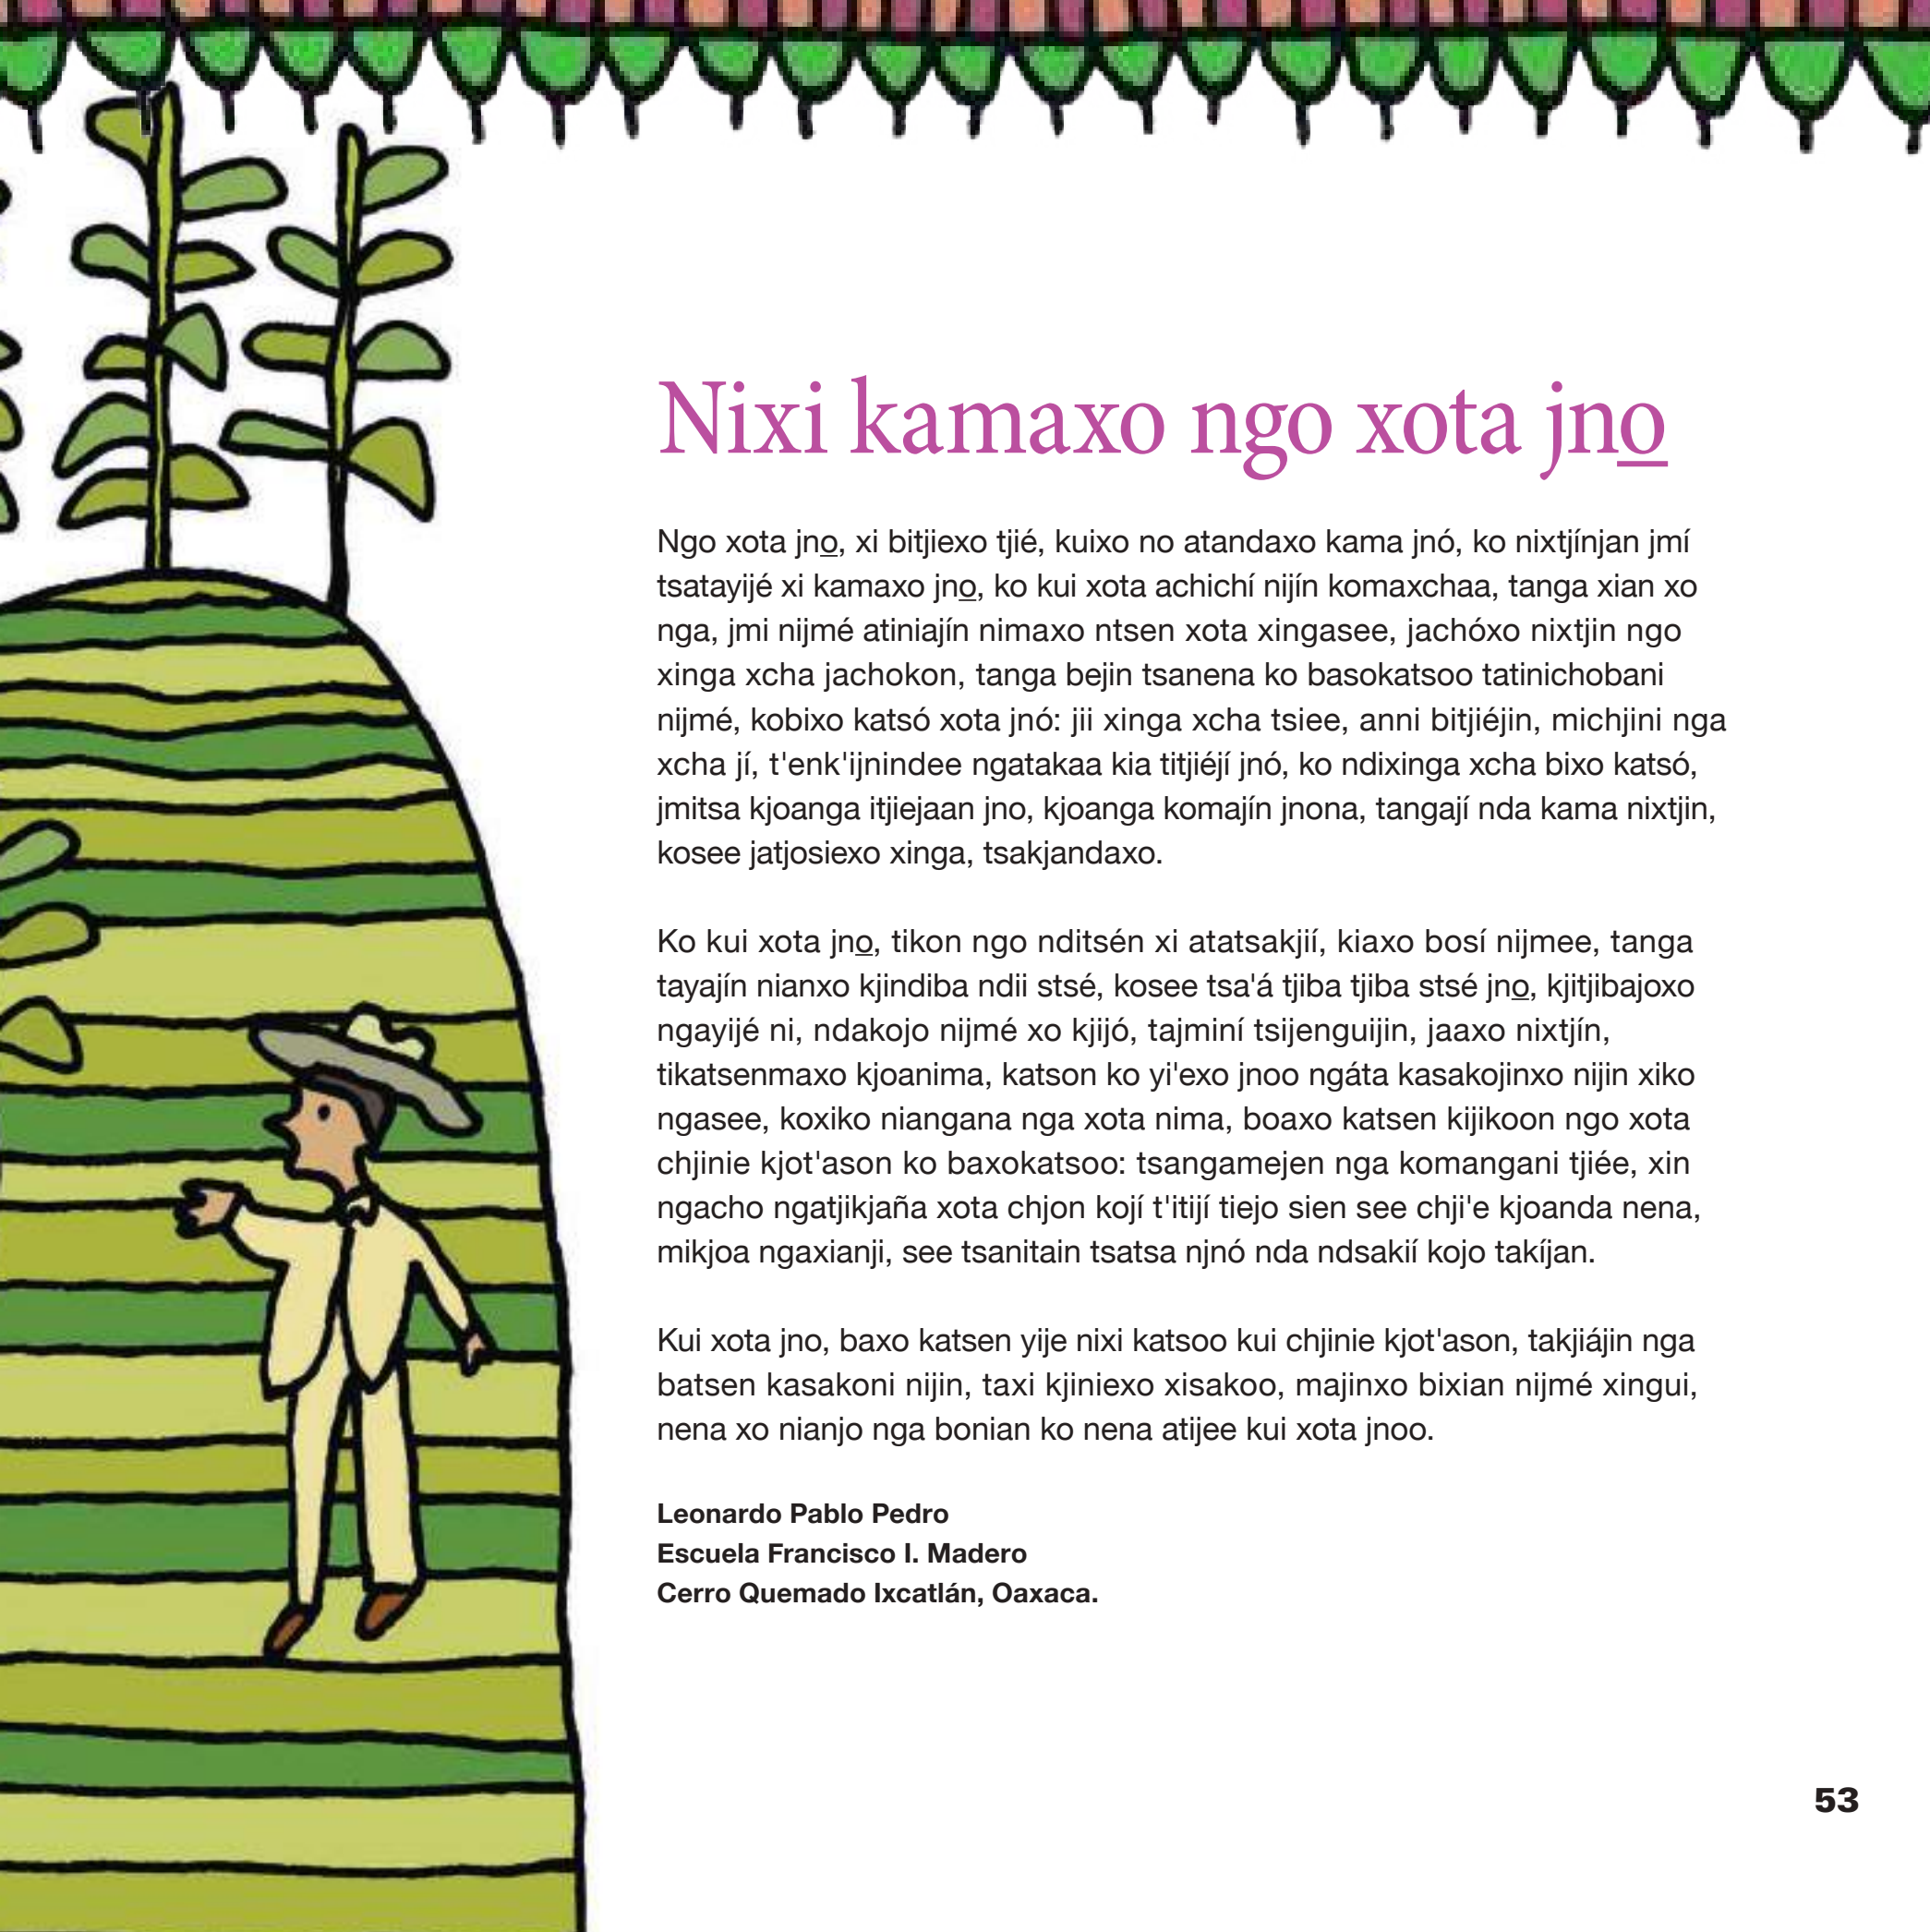 Nixi kamaxo ngo xota jno̲
Ngo xota jno̲, xi bitjiexo tjié, kuixo no atandaxo kama jnó, ko nixtjínjan jmí
tsatayijé xi kamaxo jno̲, ko kui xota achichí nijín komaxchaa, tanga xian xo
nga, jmi nijmé atiniajín nimaxo ntsen xota xingasee, jachóxo nixtjin ngo
xinga xcha jachokon, tanga bejin tsanena ko basokatsoo tatinichobani
nijmé, kobixo katsó xota jnó: jii xinga xcha tsiee, anni bitjiéjin, michjini nga
xcha jí, t'enk'ijnindee ngatakaa kia titjiéjí jnó, ko ndixinga xcha bixo katsó,
jmitsa kjoanga itjiejaan jno, kjoanga komajín jnona, tangají nda kama nixtjin,
kosee jatjosiexo xinga, tsakjandaxo.
Ko kui xota jno̲, tikon ngo nditsén xi atatsakjií, kiaxo bosí nijmee, tanga
tayajín nianxo kjindiba ndii stsé, kosee tsa'á tjiba tjiba stsé jno̲, kjitjibajoxo
ngayijé ni, ndakojo nijmé xo kjijó, tajminí tsijenguijin, jaaxo nixtjín,
tikatsenmaxo kjoanima, katson ko yi'exo jnoo ngáta kasakojinxo nijin xiko
ngasee, koxiko niangana nga xota nima, boaxo katsen kijikoon ngo xota
chjinie kjot'ason ko baxokatsoo: tsangamejen nga komangani tjiée, xin
ngacho ngatjikjaña xota chjon kojí t'itijí tiejo sien see chji'e kjoanda nena,
mikjoa ngaxianji, see tsanitain tsatsa njnó nda ndsakií kojo takíjan.
Kui xota jno, baxo katsen yije nixi katsoo kui chjinie kjot'ason, takjiájin nga
batsen kasakoni nijin, taxi kjiniexo xisakoo, majinxo bixian nijmé xingui,
nena xo nianjo nga bonian ko nena atijee kui xota jnoo.
Leonardo Pablo Pedro
Escuela Francisco I. Madero
Cerro Quemado Ixcatlán, Oaxaca.
53